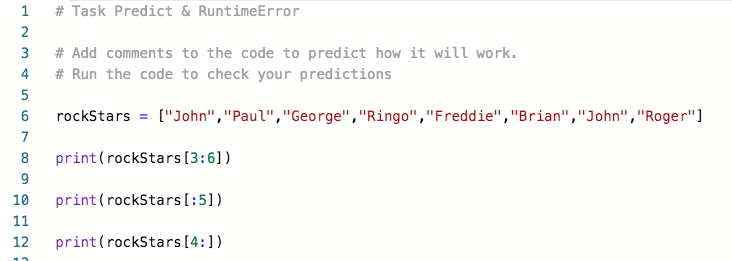 1 # Task Predict & RuntimeError
2
3 # Add comments to the code to predict how it will work.
4 # Run the code to check your predictions
5
6 rockStars = ["John","Paul","George","Ringo","Freddie","Brian","John","Roger"]
7
8 print(rockStars[3:6])
9
10 print(rockStars[:5])
11
12 print(rockStars[4:])